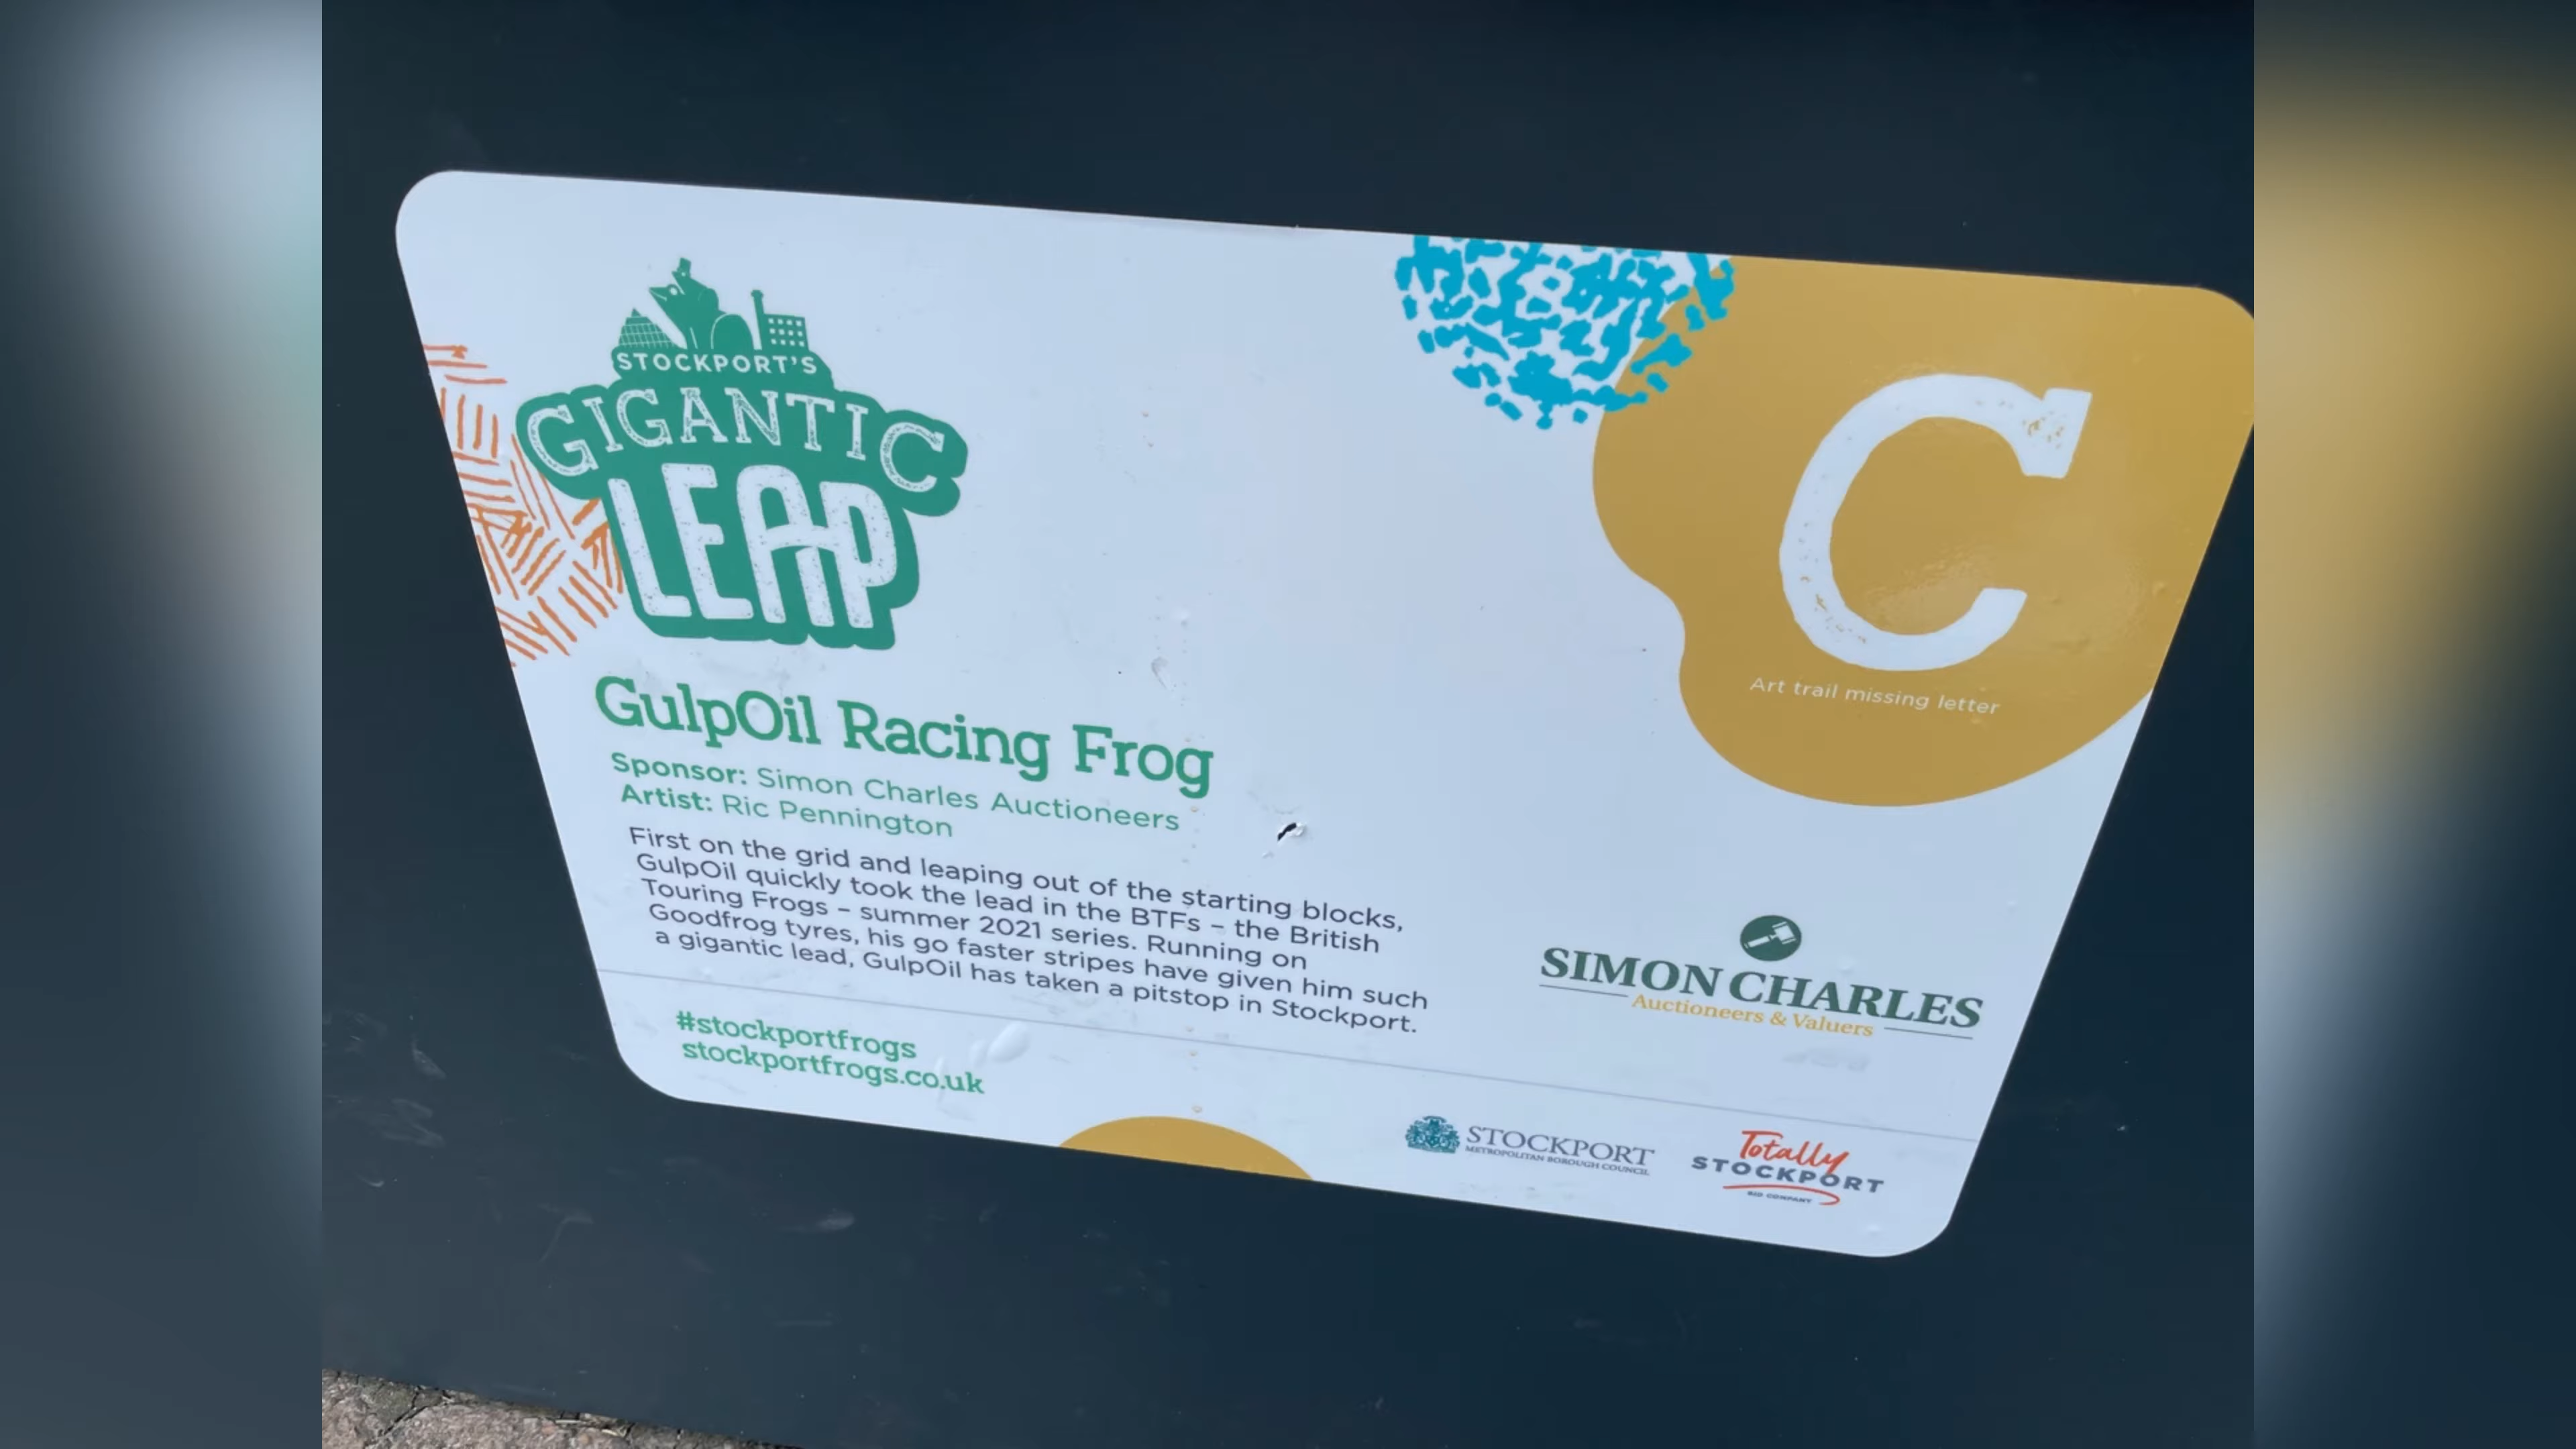 STOCKPORT'S
GIGANTIC
LEAP
C
Art trail missing letter
GulpOil Racing Frog
Sponsor: Simon Charles Auctioneers
Artist: Ric Pennington
First on the grid and leaping out of the starting blocks,
GulpOil quickly took the lead in the BTFs – the British
Touring Frogs – summer 2021 series. Running on
Goodfrog tyres, his go faster stripes have given him such
a gigantic lead, GulpOil has taken a pitstop in Stockport.
SIMON CHARLES
Auctioneers & Valuers
#stockportfrogs
stockportfrogs.co.uk
STOCKPORT
METROPOLITAN BOROUGH COUNCIL
Totally
STOCKPORT
BID COMPANY